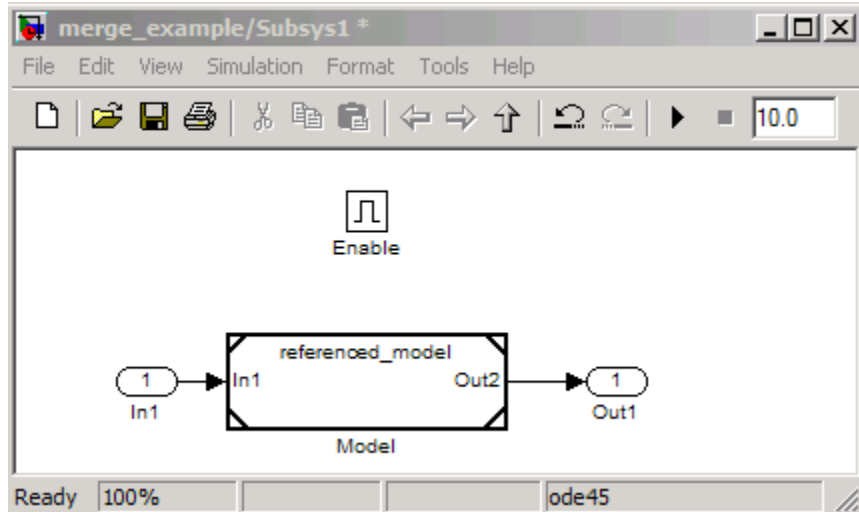 merge_example/Subsys1 *
File Edit View Simulation Format Tools Help
10.0
Enable
referenced_model
1 In1 Out2 1
In1 Out1
Model
Ready 100% ode45